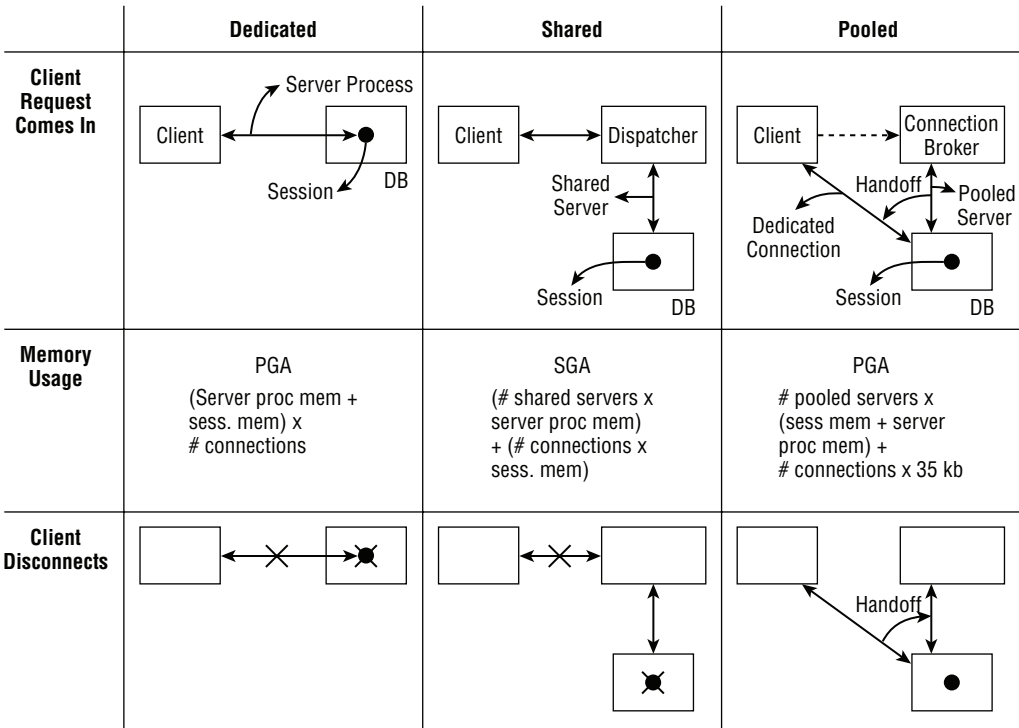 Dedicated
Shared
Pooled
Client
Request
Comes In
Server Process
Client
Session
DB
Client
Dispatcher
Shared
Server
Session
DB
Client
Connection
Broker
Handoff
Pooled
Server
Dedicated
Connection
Session
DB
Memory
Usage
PGA
(Server proc mem +
sess. mem) x
# connections
SGA
(# shared servers x
server proc mem)
+ (# connections x
sess. mem)
PGA
# pooled servers x
(sess mem + server
proc mem) +
# connections x 35 kb
Client
Disconnects
Handoff